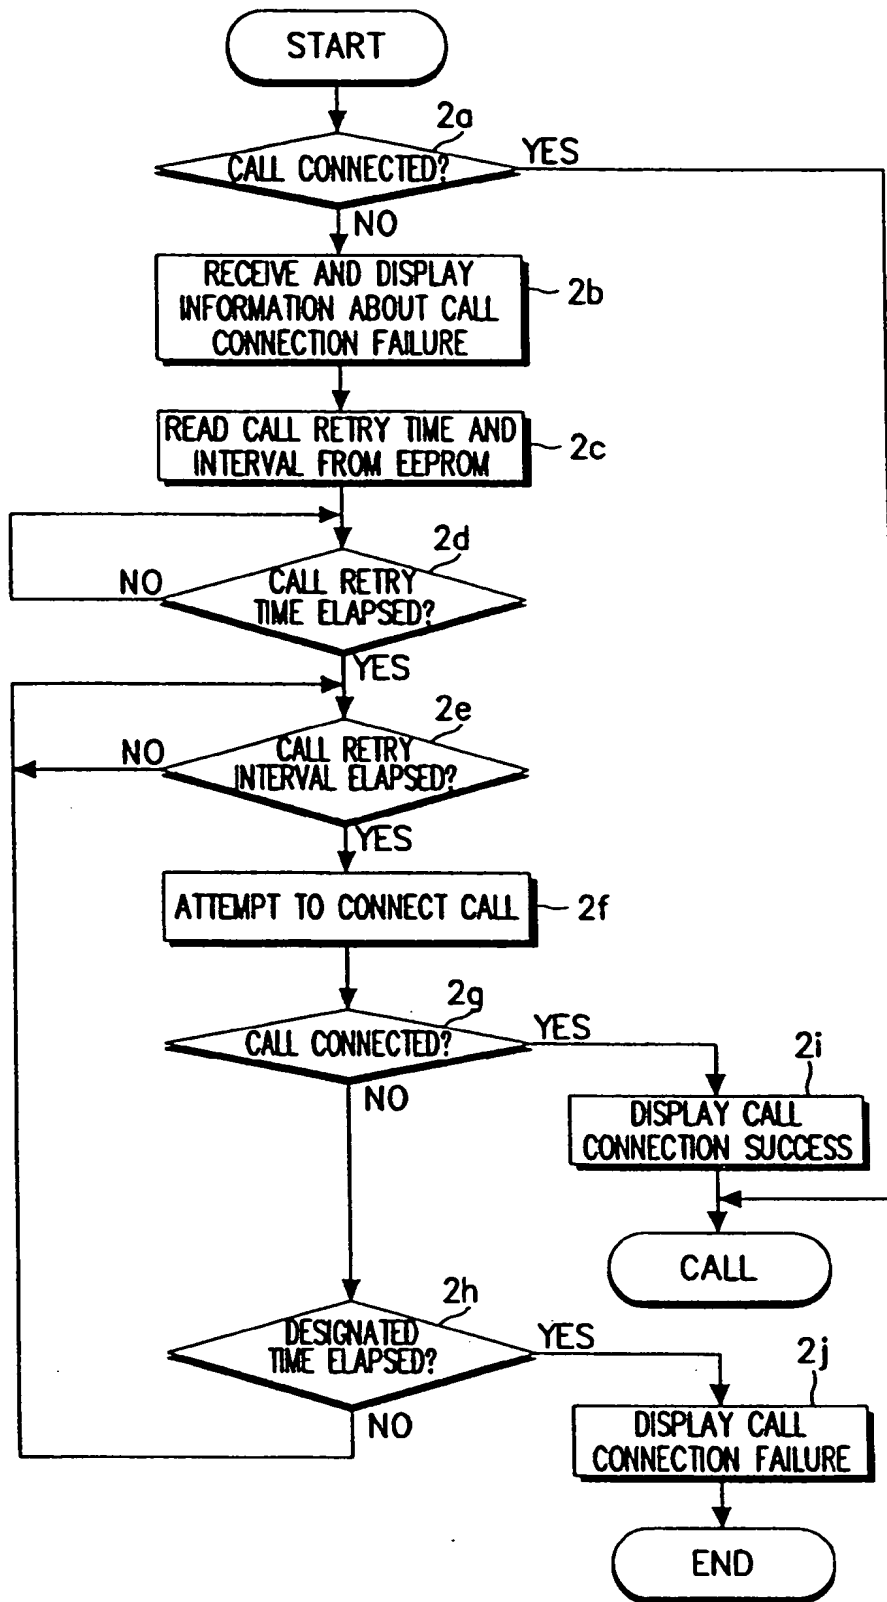 START
2a
CALL CONNECTED?
YES
NO
RECEIVE AND DISPLAY
INFORMATION ABOUT CALL
CONNECTION FAILURE
2b
READ CALL RETRY TIME AND
INTERVAL FROM EEPROM
2c
2d
NO
CALL RETRY
TIME ELAPSED?
YES
2e
NO
CALL RETRY
INTERVAL ELAPSED?
YES
ATTEMPT TO CONNECT CALL
2f
2g
CALL CONNECTED?
YES
NO
2i
DISPLAY CALL
CONNECTION SUCCESS
CALL
2h
DESIGNATED
TIME ELAPSED?
YES
NO
2j
DISPLAY CALL
CONNECTION FAILURE
END